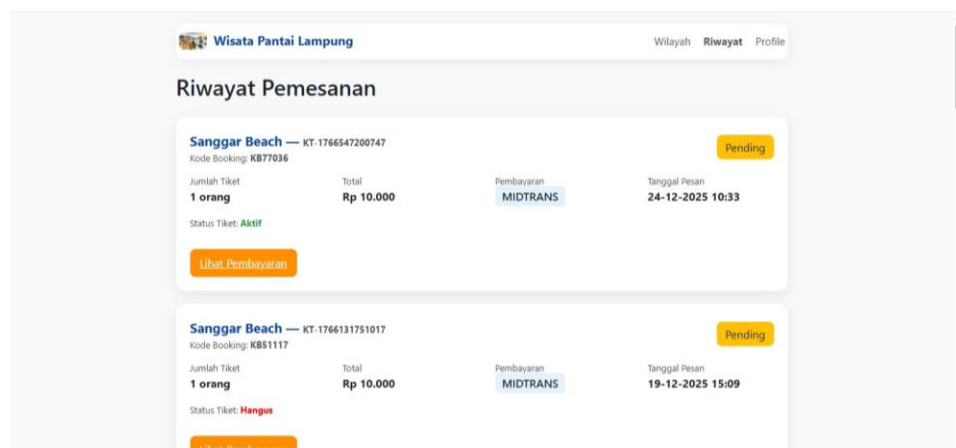 Wisata Pantai Lampung
Wilayah Riwayat Profile
Riwayat Pemesanan
Sanggar Beach — KT-1766547200747
Pending
Kode Booking: KB77036
Jumlah Tiket Total Pembayaran Tanggal Pesan
1 orang Rp 10.000 MIDTRANS 24-12-2025 10:33
Status Tiket: Aktif
Lihat Pembayaran
Sanggar Beach — KT-1766131751017
Pending
Kode Booking: KB51117
Jumlah Tiket Total Pembayaran Tanggal Pesan
1 orang Rp 10.000 MIDTRANS 19-12-2025 15:09
Status Tiket: Hangus
Lihat Pembayaran